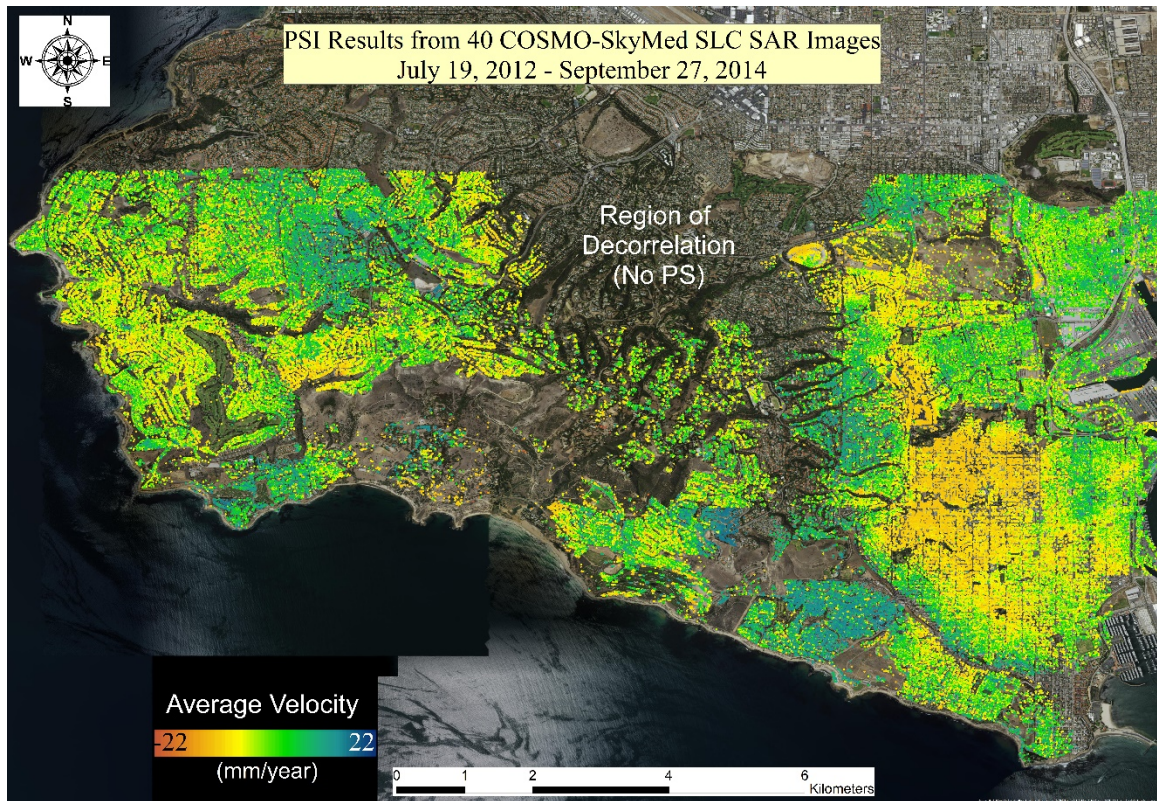 N
W E
S
PSI Results from 40 COSMO-SkyMed SLC SAR Images
July 19, 2012 - September 27, 2014
Region of
Decorrelation
(No PS)
Average Velocity
-22 22
(mm/year)
0 1 2 4 6
Kilometers